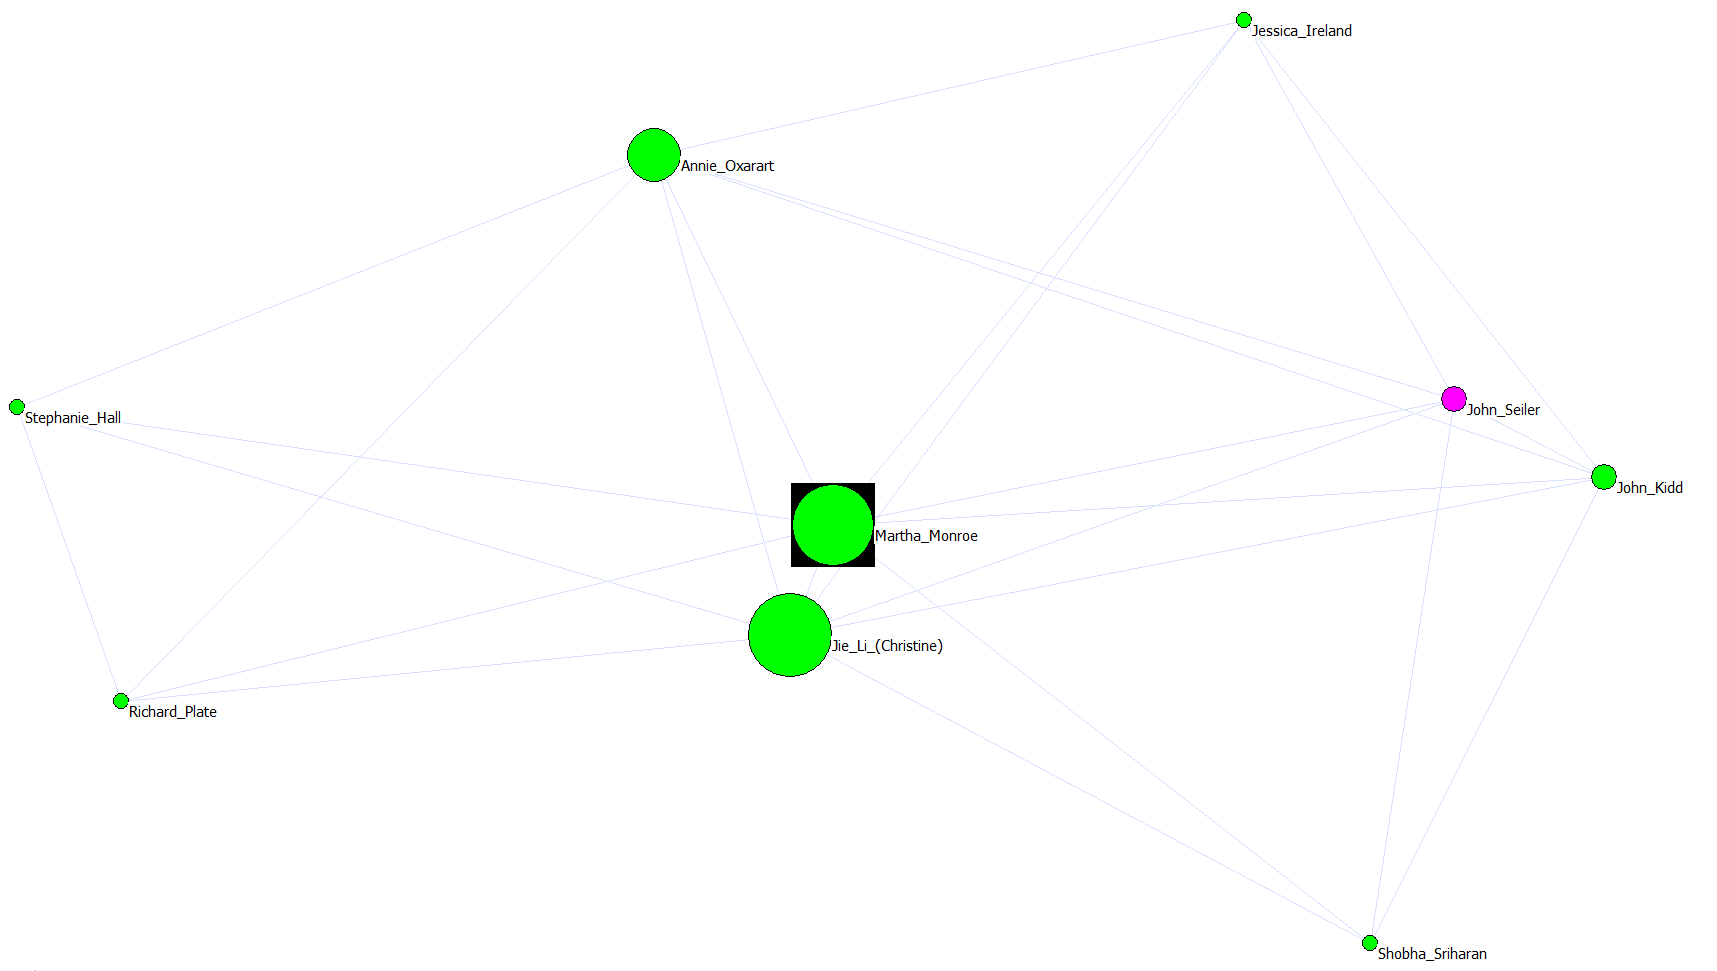 Jessica_Ireland
Annie_Oxarart
Stephanie_Hall
John_Seiler
John_Kidd
Martha_Monroe
Jie_Li_(Christine)
Richard_Plate
Shobha_Sriharan